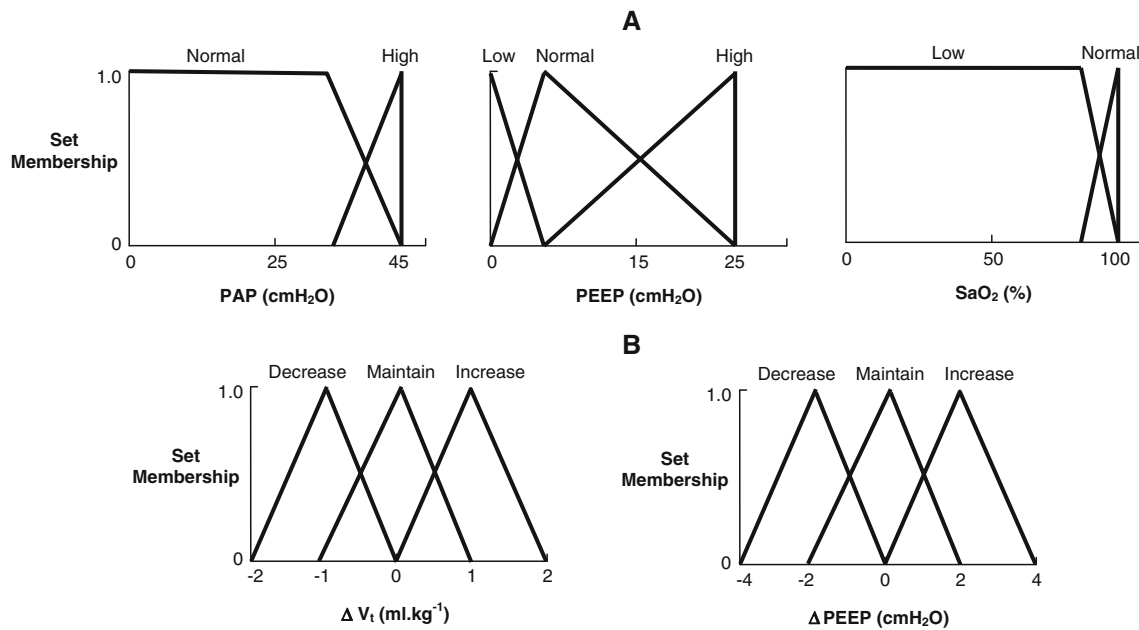 A
Normal High
Low Normal High
Low Normal
1.0
Set
Membership
0
0 25 45
PAP (cmH₂O)
0 15 25
PEEP (cmH₂O)
0 50 100
SaO₂ (%)
B
Decrease Maintain Increase
1.0
Set
Membership
0
-2 -1 0 1 2
Δ Vₜ (ml.kg⁻¹)
Decrease Maintain Increase
1.0
Set
Membership
0
-4 -2 0 2 4
Δ PEEP (cmH₂O)